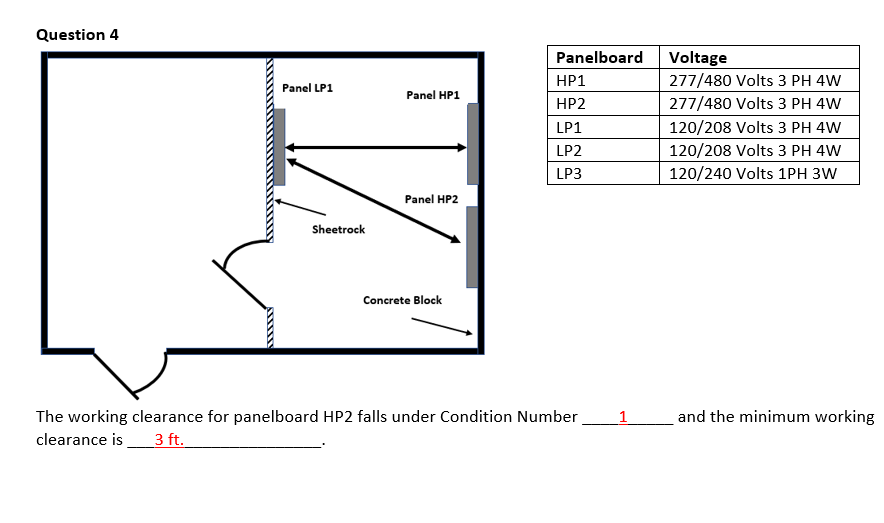 Question 4
Panelboard Voltage
HP1 277/480 Volts 3 PH 4W
HP2 277/480 Volts 3 PH 4W
LP1 120/208 Volts 3 PH 4W
LP2 120/208 Volts 3 PH 4W
LP3 120/240 Volts 1PH 3W
Panel LP1
Panel HP1
Panel HP2
Sheetrock
Concrete Block
The working clearance for panelboard HP2 falls under Condition Number ____1_____ and the minimum working
clearance is ___3 ft.________________.